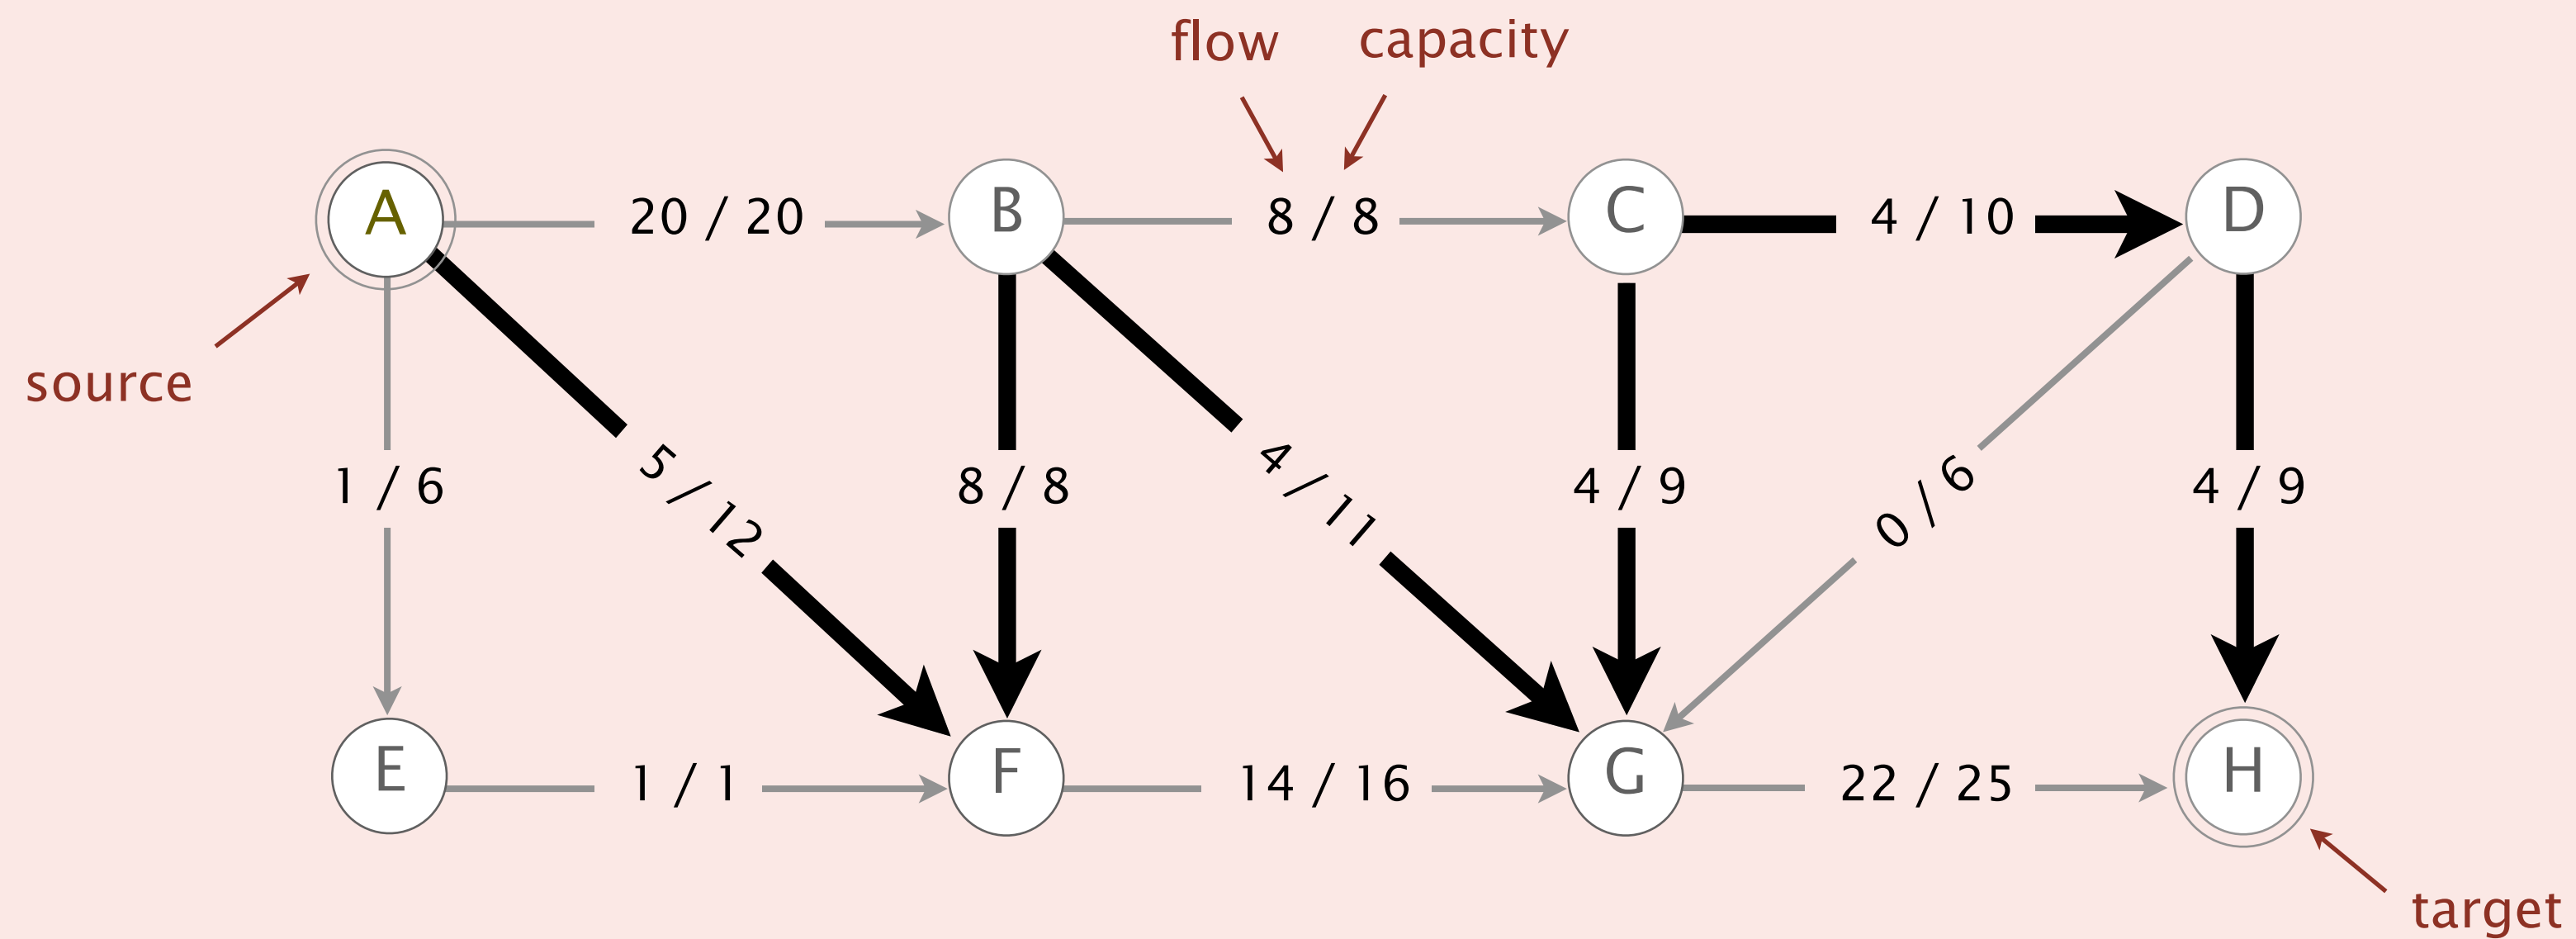 flow capacity
A 20 / 20 B 8 / 8 C 4 / 10 D
source
1 / 6 5 / 12 8 / 8 4 / 11 4 / 9 0 / 6 4 / 9
E 1 / 1 F 14 / 16 G 22 / 25 H
target